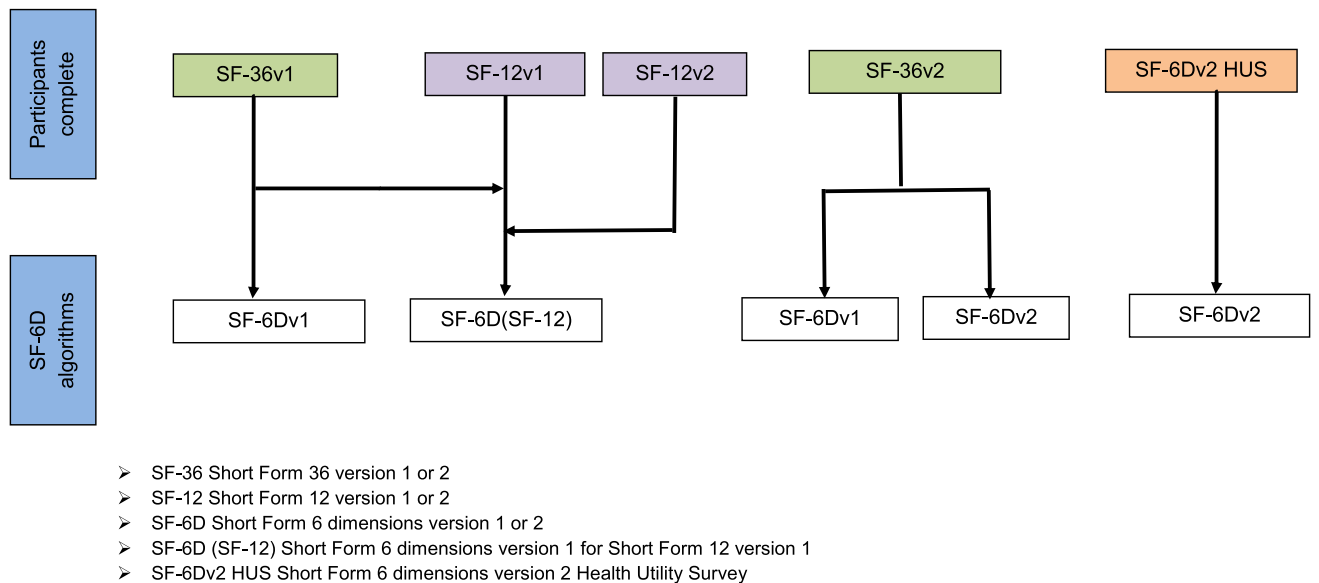 Participants
complete
SF-36v1
SF-12v1
SF-12v2
SF-36v2
SF-6Dv2 HUS
SF-6D
algorithms
SF-6Dv1
SF-6D(SF-12)
SF-6Dv1
SF-6Dv2
SF-6Dv2
➢ SF-36 Short Form 36 version 1 or 2
➢ SF-12 Short Form 12 version 1 or 2
➢ SF-6D Short Form 6 dimensions version 1 or 2
➢ SF-6D (SF-12) Short Form 6 dimensions version 1 for Short Form 12 version 1
➢ SF-6Dv2 HUS Short Form 6 dimensions version 2 Health Utility Survey